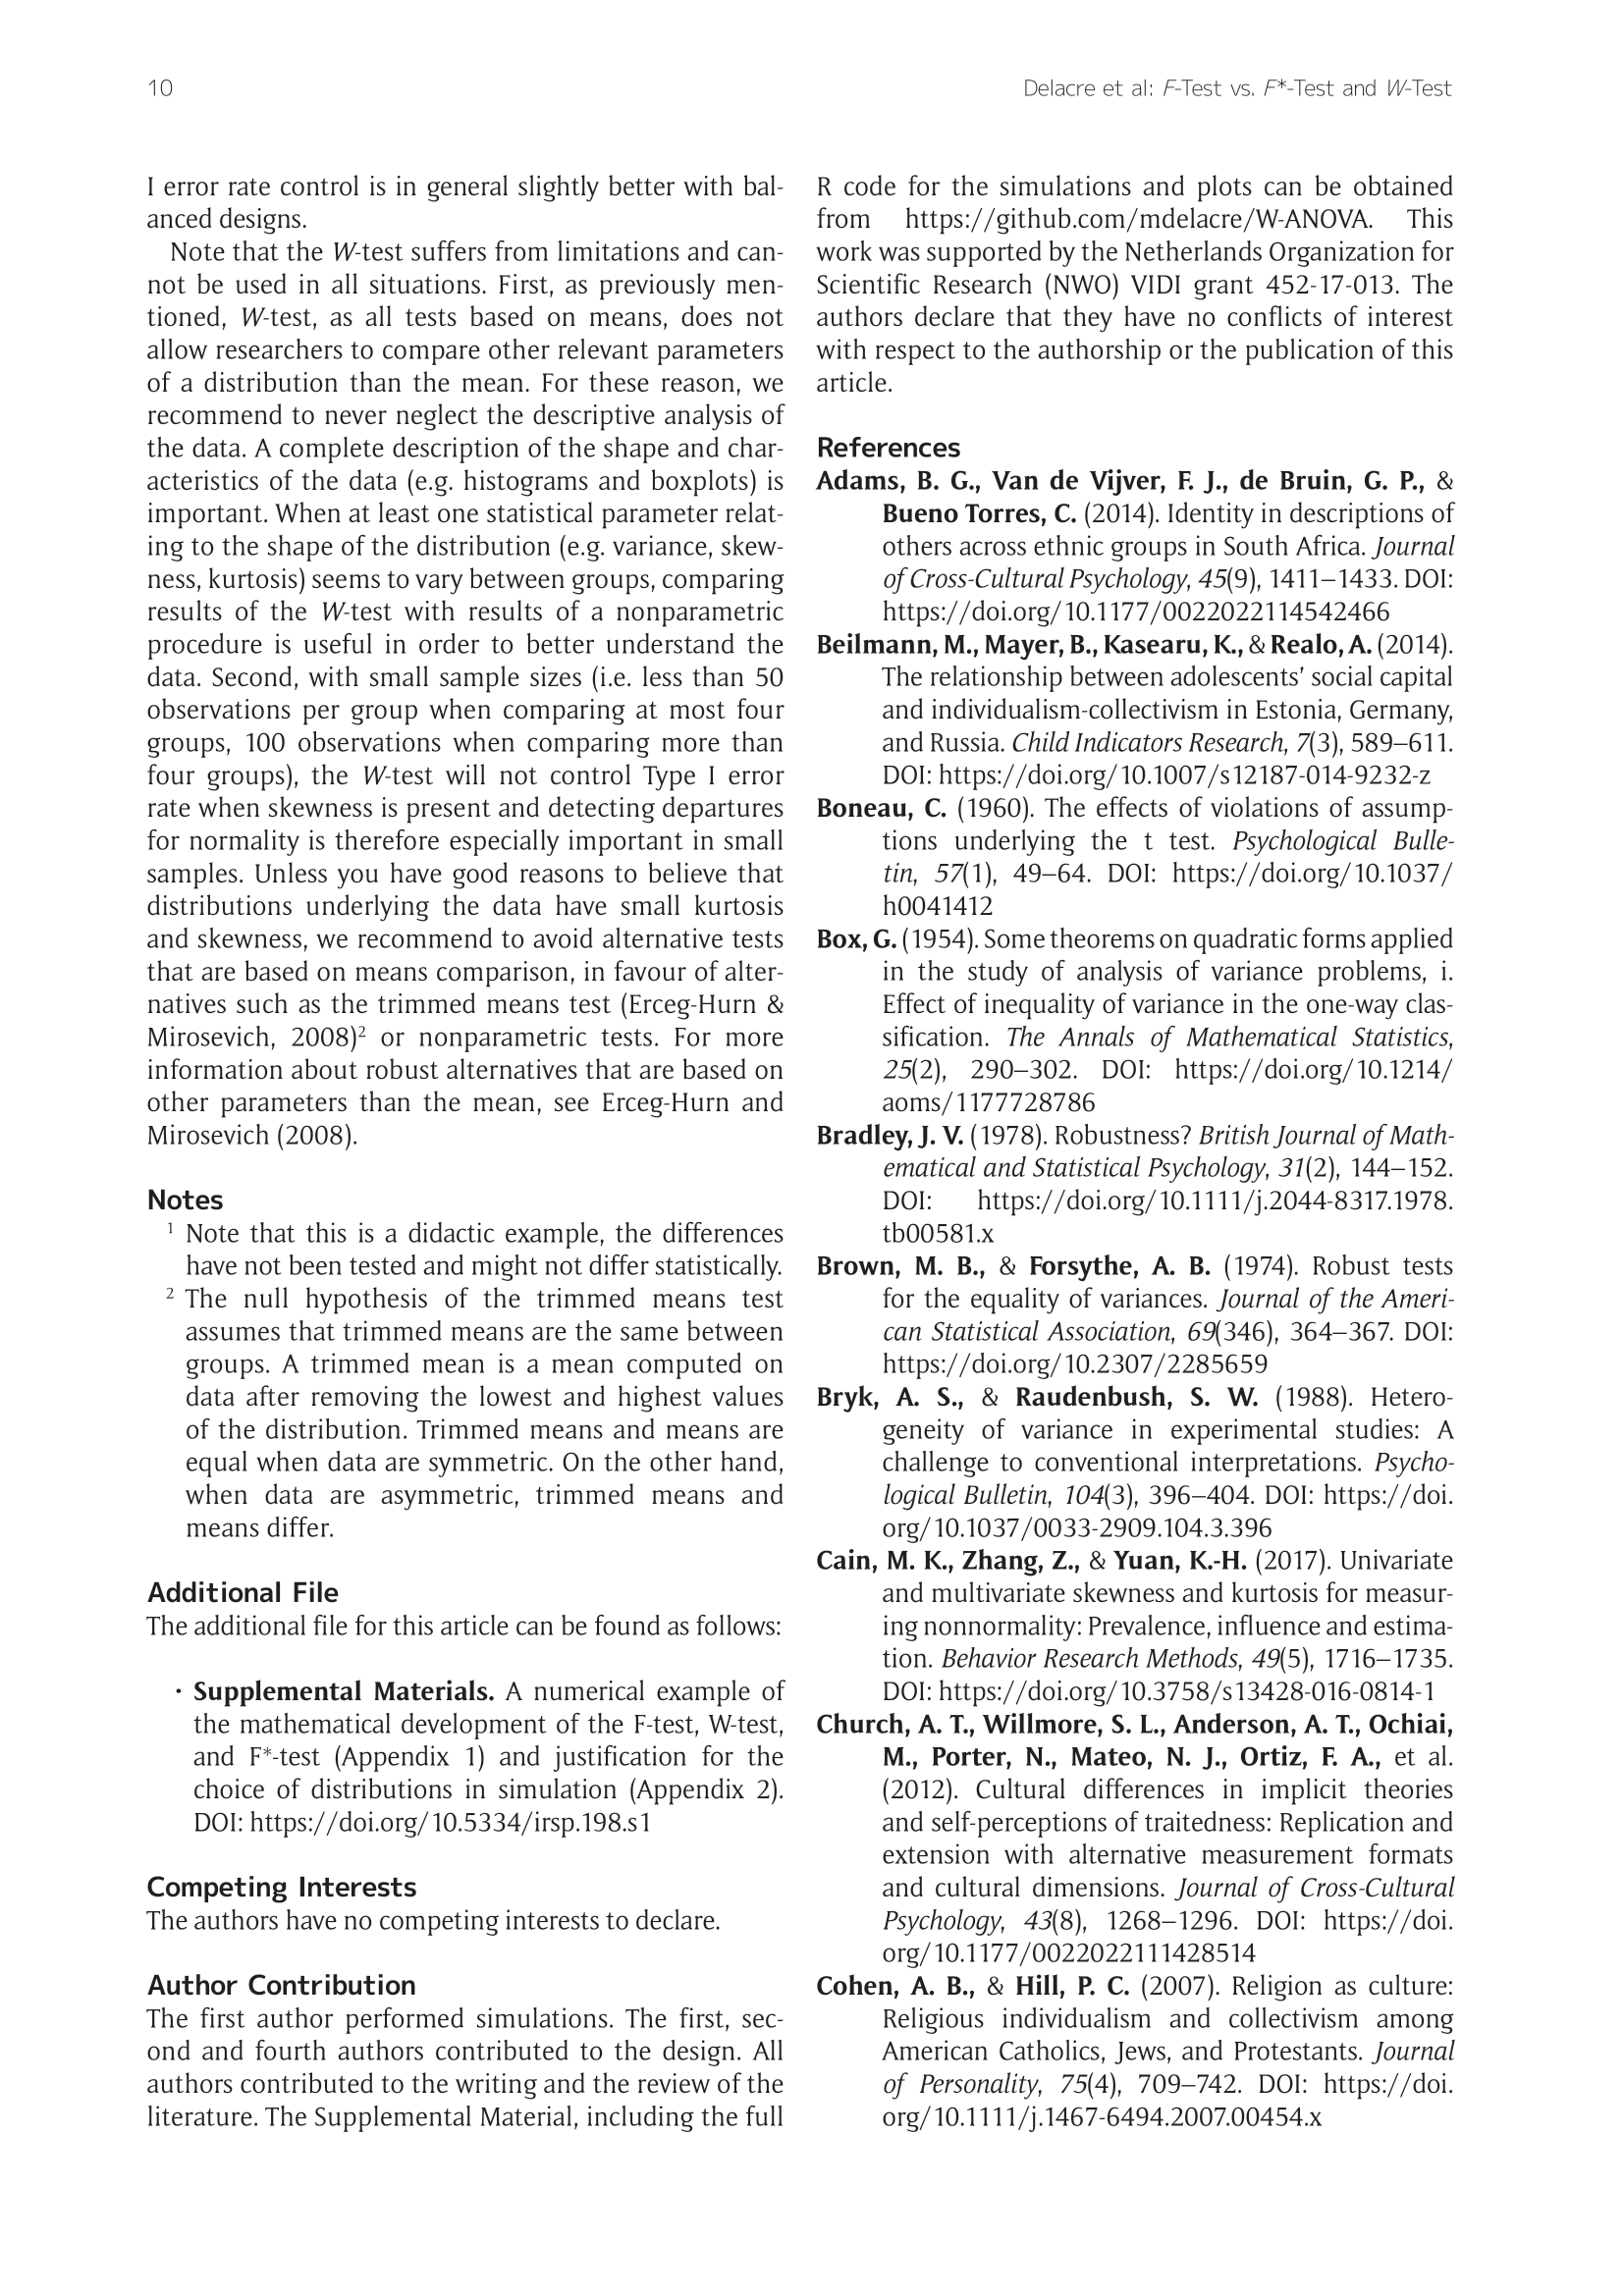 10
Delacre et al: F-Test vs. F*-Test and W-Test
I error rate control is in general slightly better with bal-
anced designs.
Note that the W-test suffers from limitations and can-
not be used in all situations. First, as previously men-
tioned, W-test, as all tests based on means, does not
allow researchers to compare other relevant parameters
of a distribution than the mean. For these reason, we
recommend to never neglect the descriptive analysis of
the data. A complete description of the shape and char-
acteristics of the data (e.g. histograms and boxplots) is
important. When at least one statistical parameter relat-
ing to the shape of the distribution (e.g. variance, skew-
ness, kurtosis) seems to vary between groups, comparing
results of the W-test with results of a nonparametric
procedure is useful in order to better understand the
data. Second, with small sample sizes (i.e. less than 50
observations per group when comparing at most four
groups, 100 observations when comparing more than
four groups), the W-test will not control Type I error
rate when skewness is present and detecting departures
for normality is therefore especially important in small
samples. Unless you have good reasons to believe that
distributions underlying the data have small kurtosis
and skewness, we recommend to avoid alternative tests
that are based on means comparison, in favour of alter-
natives such as the trimmed means test (Erceg-Hurn &
Mirosevich, 2008)² or nonparametric tests. For more
information about robust alternatives that are based on
other parameters than the mean, see Erceg-Hurn and
Mirosevich (2008).
Notes
¹ Note that this is a didactic example, the differences
have not been tested and might not differ statistically.
² The null hypothesis of the trimmed means test
assumes that trimmed means are the same between
groups. A trimmed mean is a mean computed on
data after removing the lowest and highest values
of the distribution. Trimmed means and means are
equal when data are symmetric. On the other hand,
when data are asymmetric, trimmed means and
means differ.
Additional File
The additional file for this article can be found as follows:
· Supplemental Materials. A numerical example of
the mathematical development of the F-test, W-test,
and F*-test (Appendix 1) and justification for the
choice of distributions in simulation (Appendix 2).
DOI: https://doi.org/10.5334/irsp.198.s1
Competing Interests
The authors have no competing interests to declare.
Author Contribution
The first author performed simulations. The first, sec-
ond and fourth authors contributed to the design. All
authors contributed to the writing and the review of the
literature. The Supplemental Material, including the full
R code for the simulations and plots can be obtained
from https://github.com/mdelacre/W-ANOVA. This
work was supported by the Netherlands Organization for
Scientific Research (NWO) VIDI grant 452-17-013. The
authors declare that they have no conflicts of interest
with respect to the authorship or the publication of this
article.
References
Adams, B. G., Van de Vijver, F. J., de Bruin, G. P., &
Bueno Torres, C. (2014). Identity in descriptions of
others across ethnic groups in South Africa. Journal
of Cross-Cultural Psychology, 45(9), 1411–1433. DOI:
https://doi.org/10.1177/0022022114542466
Beilmann, M., Mayer, B., Kasearu, K., & Realo, A. (2014).
The relationship between adolescents’ social capital
and individualism-collectivism in Estonia, Germany,
and Russia. Child Indicators Research, 7(3), 589–611.
DOI: https://doi.org/10.1007/s12187-014-9232-z
Boneau, C. (1960). The effects of violations of assump-
tions underlying the t test. Psychological Bulle-
tin, 57(1), 49–64. DOI: https://doi.org/10.1037/
h0041412
Box, G. (1954). Some theorems on quadratic forms applied
in the study of analysis of variance problems, i.
Effect of inequality of variance in the one-way clas-
sification. The Annals of Mathematical Statistics,
25(2), 290–302. DOI: https://doi.org/10.1214/
aoms/1177728786
Bradley, J. V. (1978). Robustness? British Journal of Math-
ematical and Statistical Psychology, 31(2), 144–152.
DOI: https://doi.org/10.1111/j.2044-8317.1978.
tb00581.x
Brown, M. B., & Forsythe, A. B. (1974). Robust tests
for the equality of variances. Journal of the Ameri-
can Statistical Association, 69(346), 364–367. DOI:
https://doi.org/10.2307/2285659
Bryk, A. S., & Raudenbush, S. W. (1988). Hetero-
geneity of variance in experimental studies: A
challenge to conventional interpretations. Psycho-
logical Bulletin, 104(3), 396–404. DOI: https://doi.
org/10.1037/0033-2909.104.3.396
Cain, M. K., Zhang, Z., & Yuan, K.-H. (2017). Univariate
and multivariate skewness and kurtosis for measur-
ing nonnormality: Prevalence, influence and estima-
tion. Behavior Research Methods, 49(5), 1716–1735.
DOI: https://doi.org/10.3758/s13428-016-0814-1
Church, A. T., Willmore, S. L., Anderson, A. T., Ochiai,
M., Porter, N., Mateo, N. J., Ortiz, F. A., et al.
(2012). Cultural differences in implicit theories
and self-perceptions of traitedness: Replication and
extension with alternative measurement formats
and cultural dimensions. Journal of Cross-Cultural
Psychology, 43(8), 1268–1296. DOI: https://doi.
org/10.1177/0022022111428514
Cohen, A. B., & Hill, P. C. (2007). Religion as culture:
Religious individualism and collectivism among
American Catholics, Jews, and Protestants. Journal
of Personality, 75(4), 709–742. DOI: https://doi.
org/10.1111/j.1467-6494.2007.00454.x